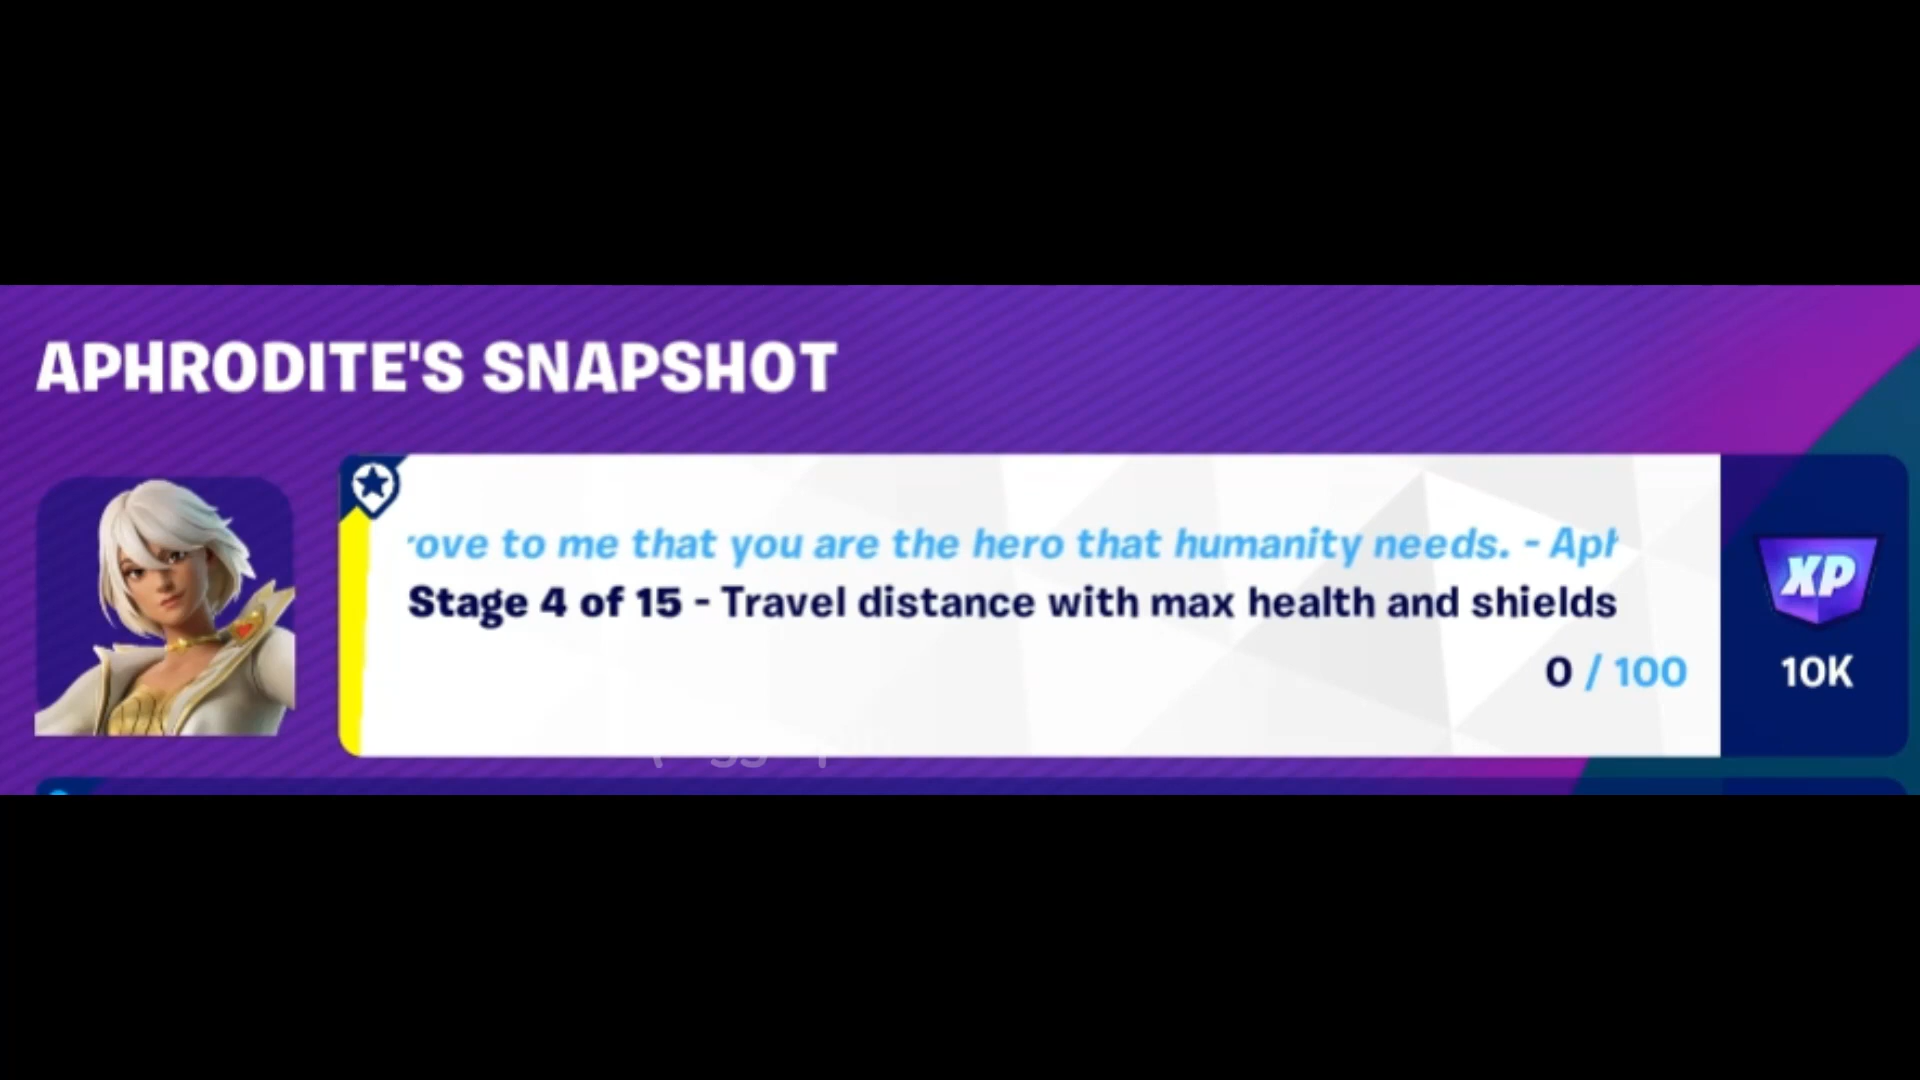 APHRODITE'S SNAPSHOT
ove to me that you are the hero that humanity needs. - Aph
Stage 4 of 15 - Travel distance with max health and shields
0 / 100
XP
10K